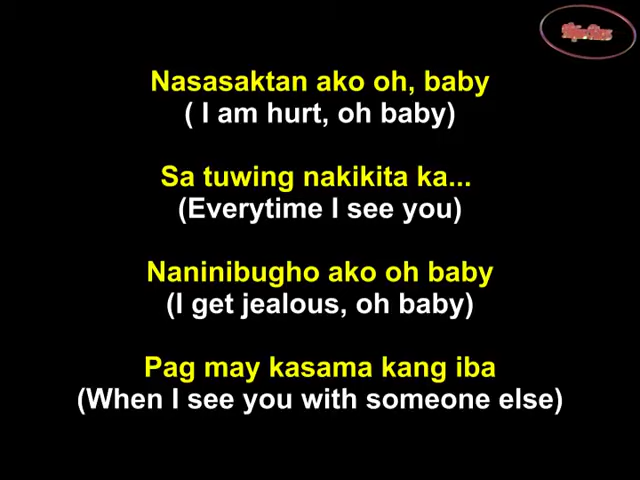 Nasasaktan ako oh, baby
( I am hurt, oh baby)
Sa tuwing nakikita ka...
(Everytime I see you)
Naninibugho ako oh baby
(I get jealous, oh baby)
Pag may kasama kang iba
(When I see you with someone else)